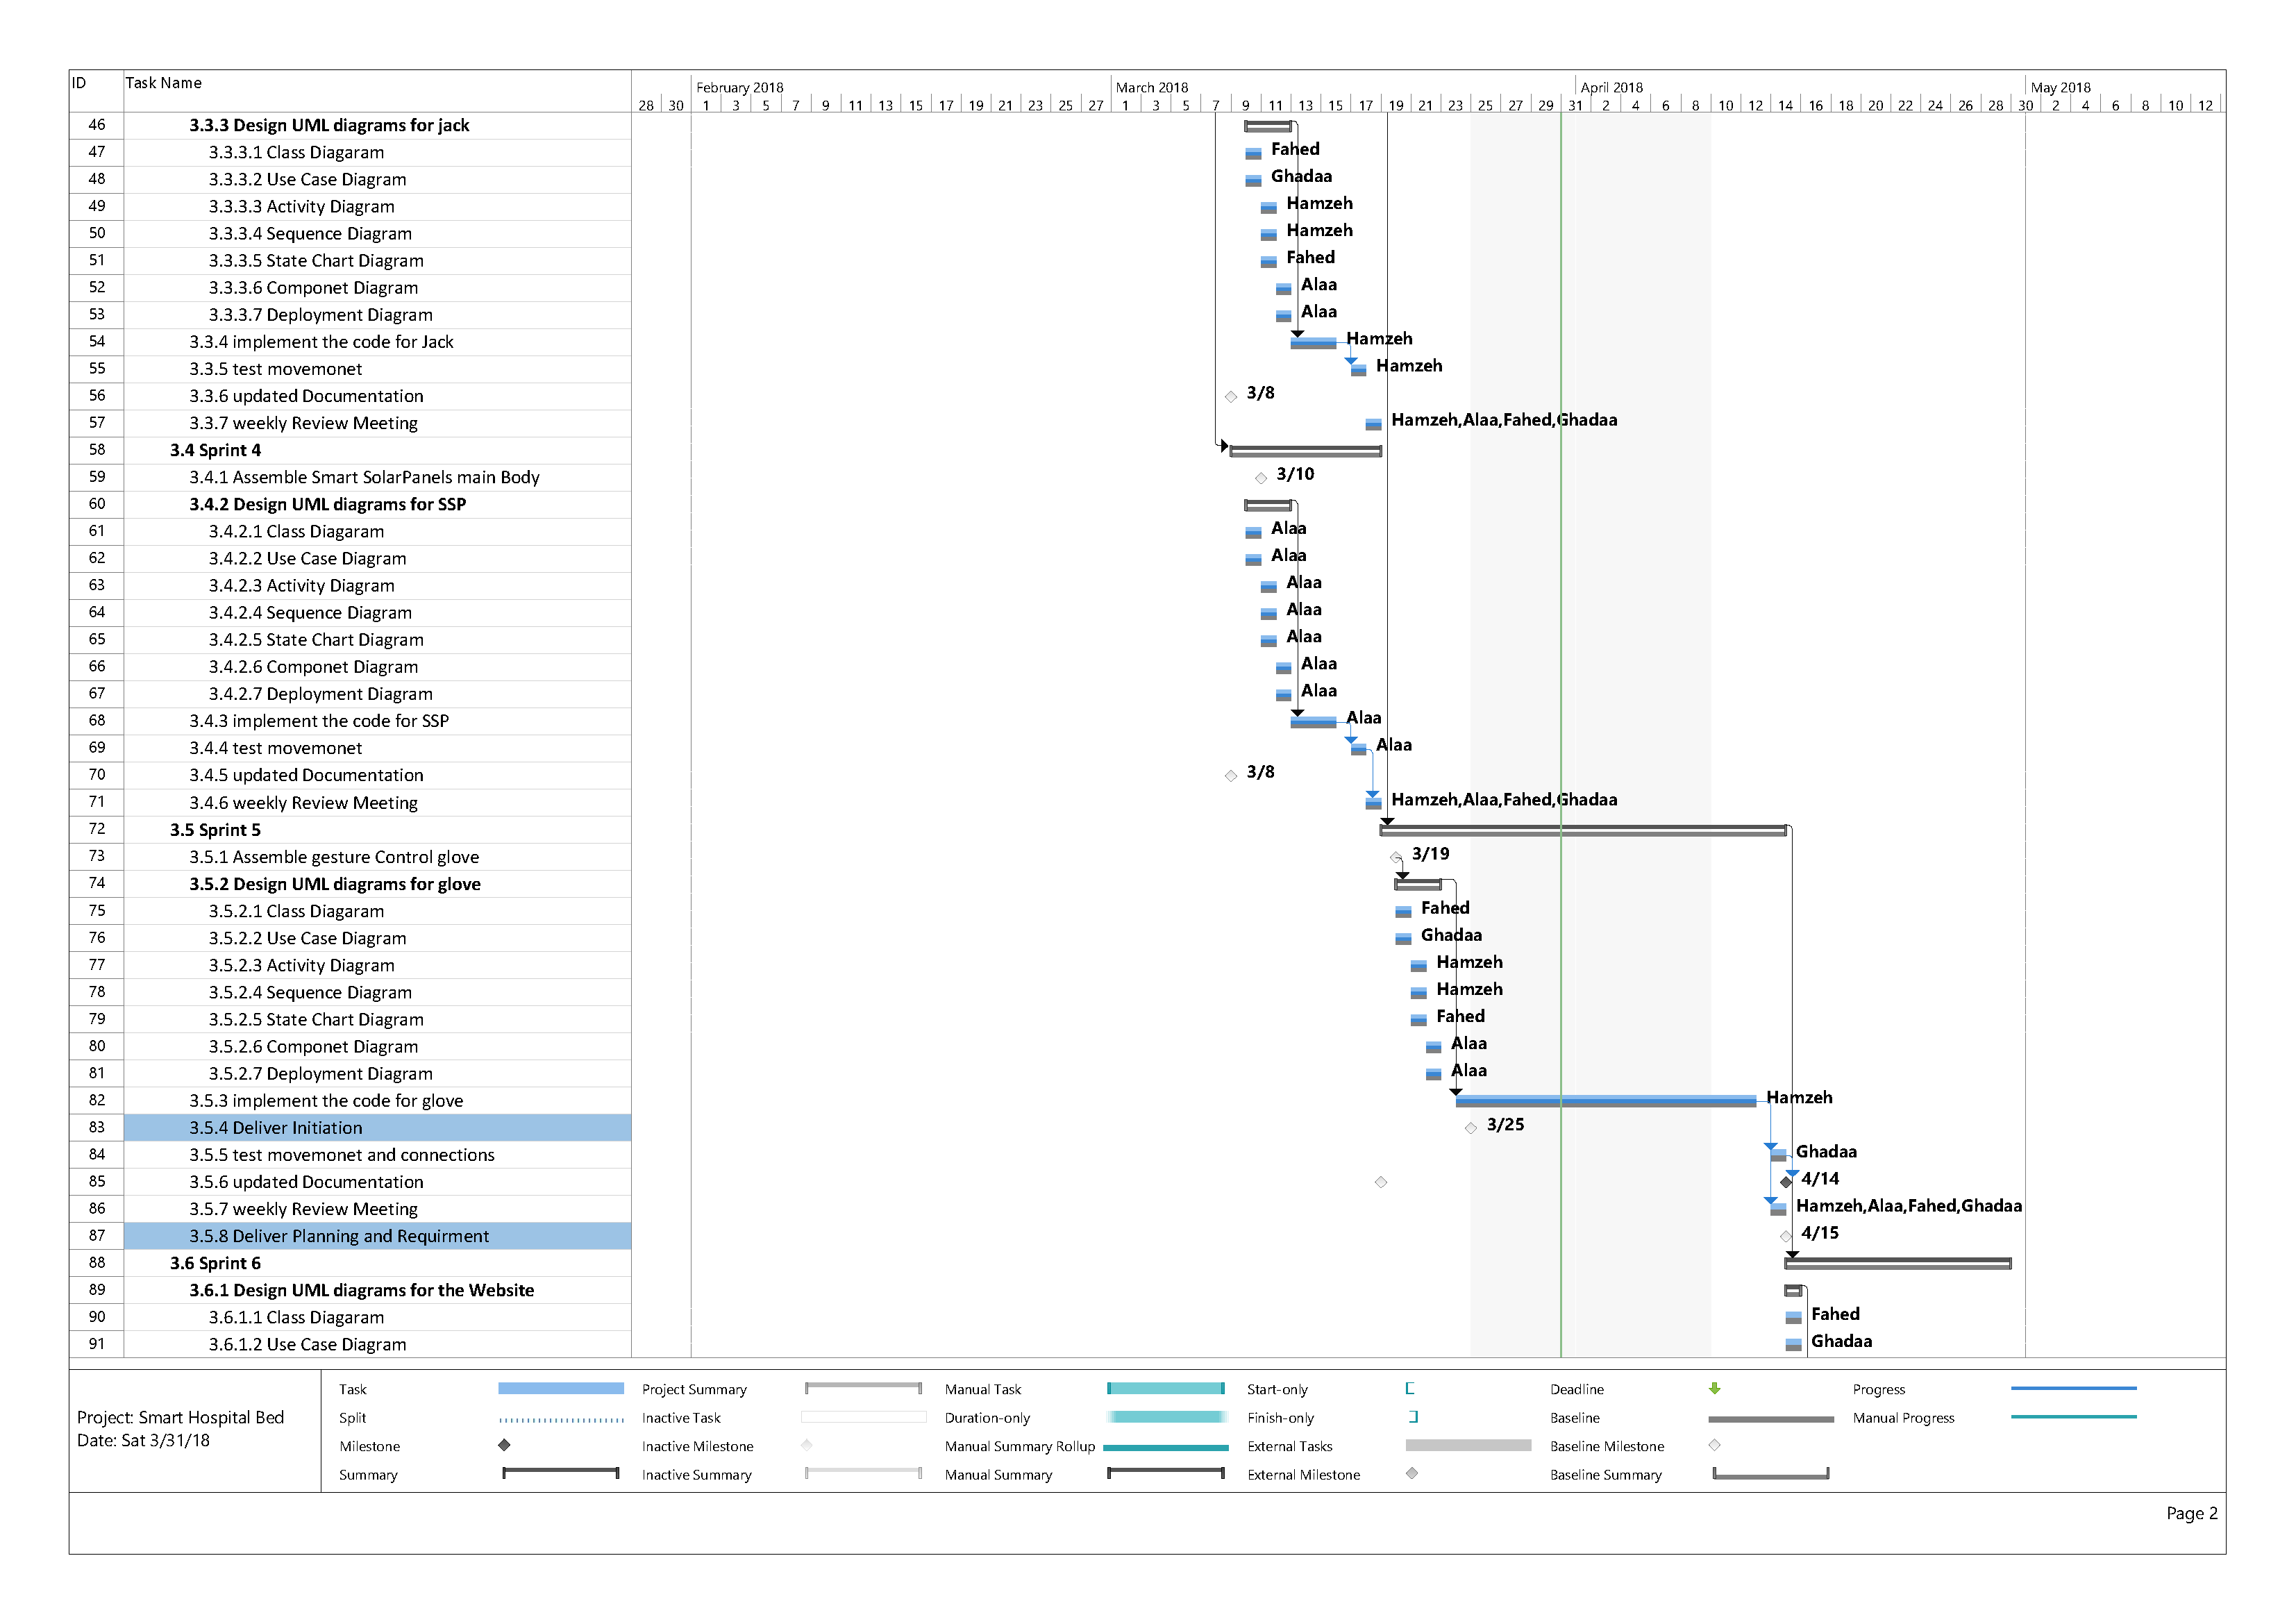 ID Task Name February 2018 March 2018 April 2018 May 2018
28 30 1 3 5 7 9 11 13 15 17 19 21 23 25 27 1 3 5 7 9 11 13 15 17 19 21 23 25 27 29 31 2 4 6 8 10 12 14 16 18 20 22 24 26 28 30 2 4 6 8 10 12
46 3.3.3 Design UML diagrams for jack
47 3.3.3.1 Class Diagaram Fahed
48 3.3.3.2 Use Case Diagram Ghadaa
49 3.3.3.3 Activity Diagram Hamzeh
50 3.3.3.4 Sequence Diagram Hamzeh
51 3.3.3.5 State Chart Diagram Fahed
52 3.3.3.6 Componet Diagram Alaa
53 3.3.3.7 Deployment Diagram Alaa
54 3.3.4 implement the code for Jack Hamzeh
55 3.3.5 test movemonet Hamzeh
56 3.3.6 updated Documentation 3/8
57 3.3.7 weekly Review Meeting Hamzeh,Alaa,Fahed,Ghadaa
58 3.4 Sprint 4
59 3.4.1 Assemble Smart SolarPanels main Body 3/10
60 3.4.2 Design UML diagrams for SSP
61 3.4.2.1 Class Diagaram Alaa
62 3.4.2.2 Use Case Diagram Alaa
63 3.4.2.3 Activity Diagram Alaa
64 3.4.2.4 Sequence Diagram Alaa
65 3.4.2.5 State Chart Diagram Alaa
66 3.4.2.6 Componet Diagram Alaa
67 3.4.2.7 Deployment Diagram Alaa
68 3.4.3 implement the code for SSP Alaa
69 3.4.4 test movemonet Alaa
70 3.4.5 updated Documentation 3/8
71 3.4.6 weekly Review Meeting Hamzeh,Alaa,Fahed,Ghadaa
72 3.5 Sprint 5
73 3.5.1 Assemble gesture Control glove 3/19
74 3.5.2 Design UML diagrams for glove
75 3.5.2.1 Class Diagaram Fahed
76 3.5.2.2 Use Case Diagram Ghadaa
77 3.5.2.3 Activity Diagram Hamzeh
78 3.5.2.4 Sequence Diagram Hamzeh
79 3.5.2.5 State Chart Diagram Fahed
80 3.5.2.6 Componet Diagram Alaa
81 3.5.2.7 Deployment Diagram Alaa
82 3.5.3 implement the code for glove Hamzeh
83 3.5.4 Deliver Initiation 3/25
84 3.5.5 test movemonet and connections Ghadaa
85 3.5.6 updated Documentation 4/14
86 3.5.7 weekly Review Meeting Hamzeh,Alaa,Fahed,Ghadaa
87 3.5.8 Deliver Planning and Requirment 4/15
88 3.6 Sprint 6
89 3.6.1 Design UML diagrams for the Website
90 3.6.1.1 Class Diagaram Fahed
91 3.6.1.2 Use Case Diagram Ghadaa
Project: Smart Hospital Bed
Date: Sat 3/31/18
Task Project Summary Manual Task Start-only Deadline Progress
Split Inactive Task Duration-only Finish-only Baseline Manual Progress
Milestone Inactive Milestone Manual Summary Rollup External Tasks Baseline Milestone
Summary Inactive Summary Manual Summary External Milestone Baseline Summary
Page 2